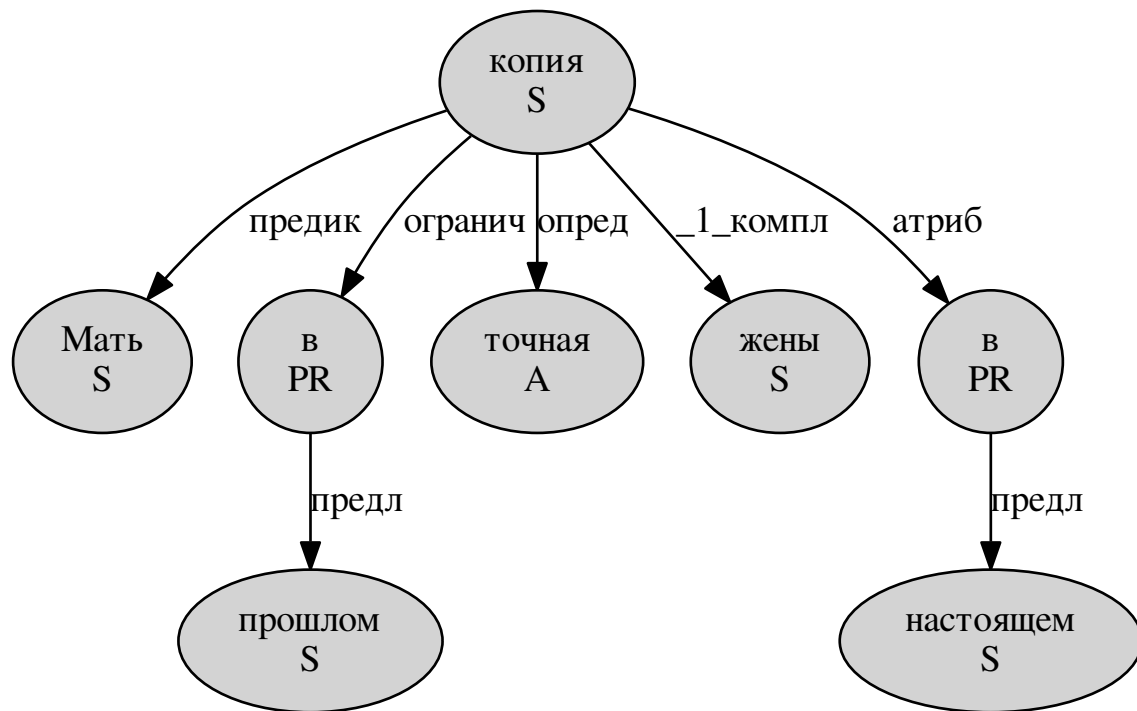 копия
S
предик
огранич
опред
_1_компл
атриб
Мать
S
в
PR
точная
A
жены
S
в
PR
предл
предл
прошлом
S
настоящем
S